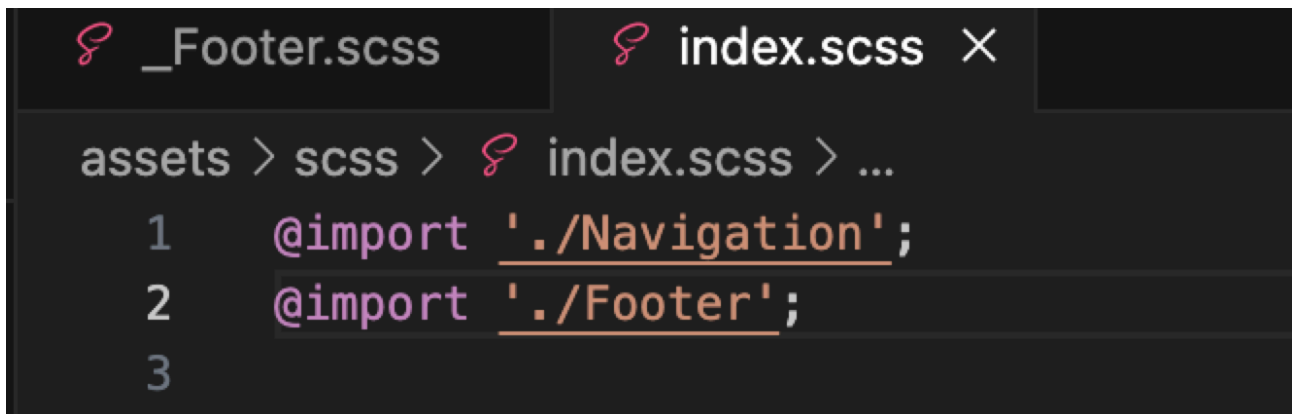 _Footer.scss index.scss ×
assets > scss > index.scss > ...
1 @import './Navigation';
2 @import './Footer';
3